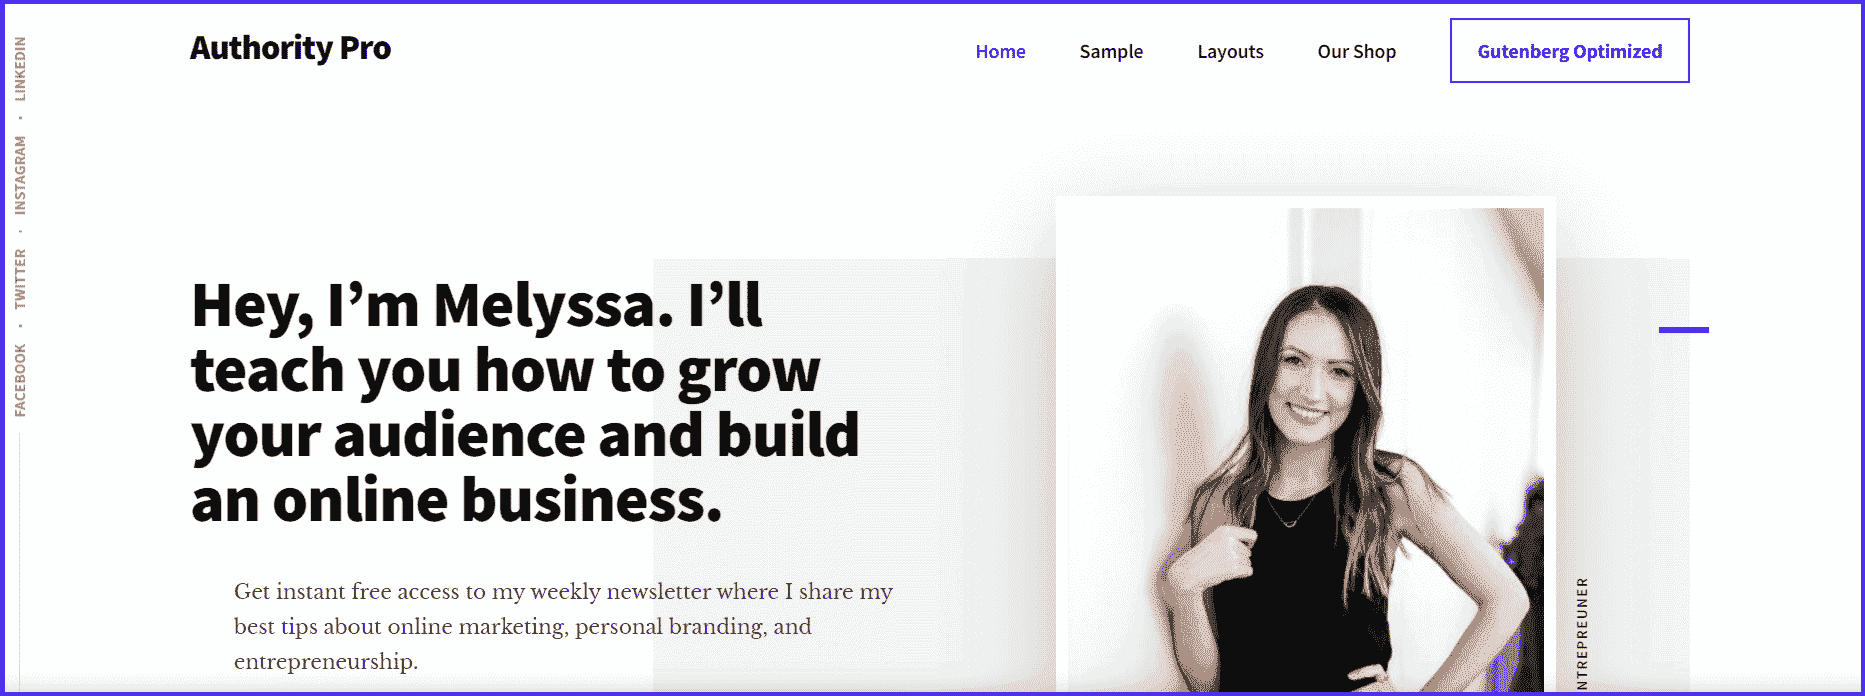 Authority Pro
Home
Sample
Layouts
Our Shop
Gutenberg Optimized
FACEBOOK · TWITTER · INSTAGRAM · LINKEDIN
Hey, I’m Melyssa. I’ll
teach you how to grow
your audience and build
an online business.
Get instant free access to my weekly newsletter where I share my
best tips about online marketing, personal branding, and
entrepreneurship.
NTREPREUNER